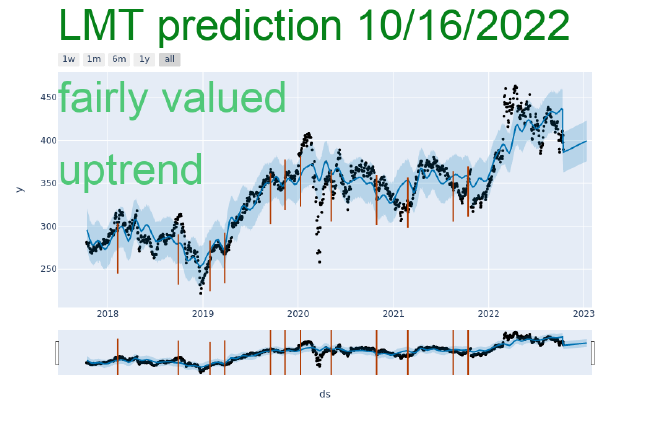 LMT prediction 10/16/2022
1w 1m 6m 1y all
fairly valued
uptrend
450
400
350
300
250
y
2018 2019 2020 2021 2022 2023
ds